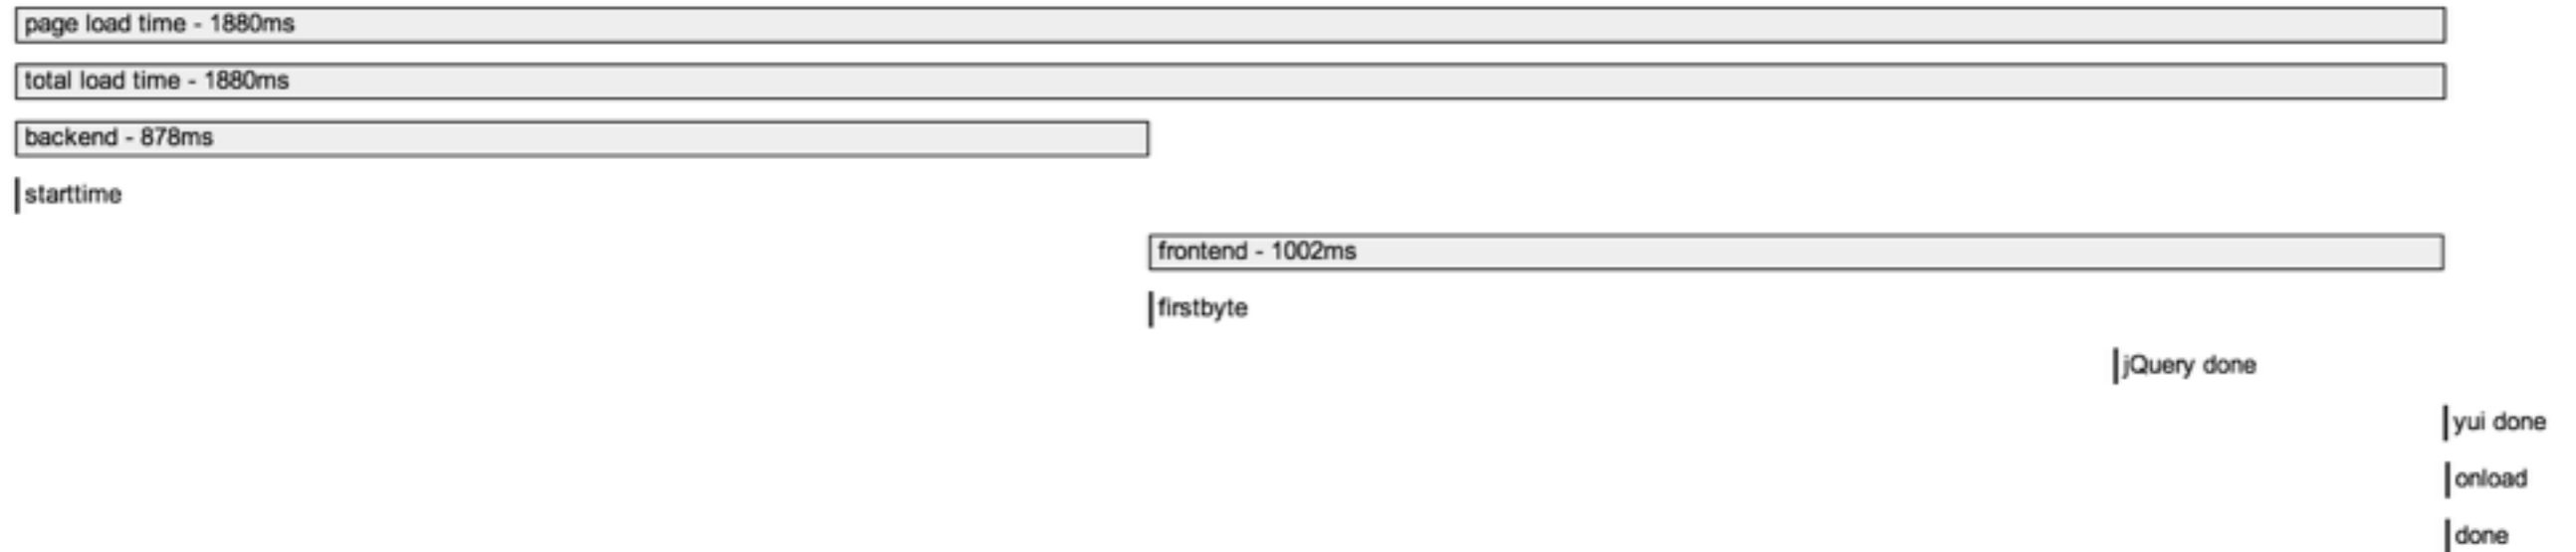 page load time - 1880ms
total load time - 1880ms
backend - 878ms
starttime
frontend - 1002ms
firstbyte
jQuery done
yui done
onload
done